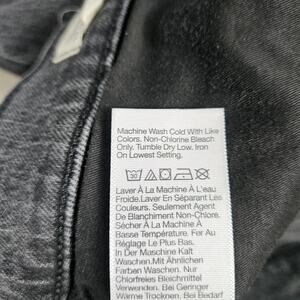 Machine Wash Cold With Like
Colors. Non-Chlorine Bleach
Only. Tumble Dry Low. Iron
On Lowest Setting.
30
Laver À La Machine À L'eau
Froide.Laver En Séparant Les
Couleurs. Seulement Agent
De Blanchiment Non-Chlore.
Sécher À La Machine À
Basse Température. Fer Au
Réglage Le Plus Bas.
In Der Maschine Kalt
Waschen.Mit Ähnlichen
Farben Waschen. Nur
Chlorfreies Bleichmittel
Verwenden. Bei Geringer
Wärme Trocknen. Bei Bedarf